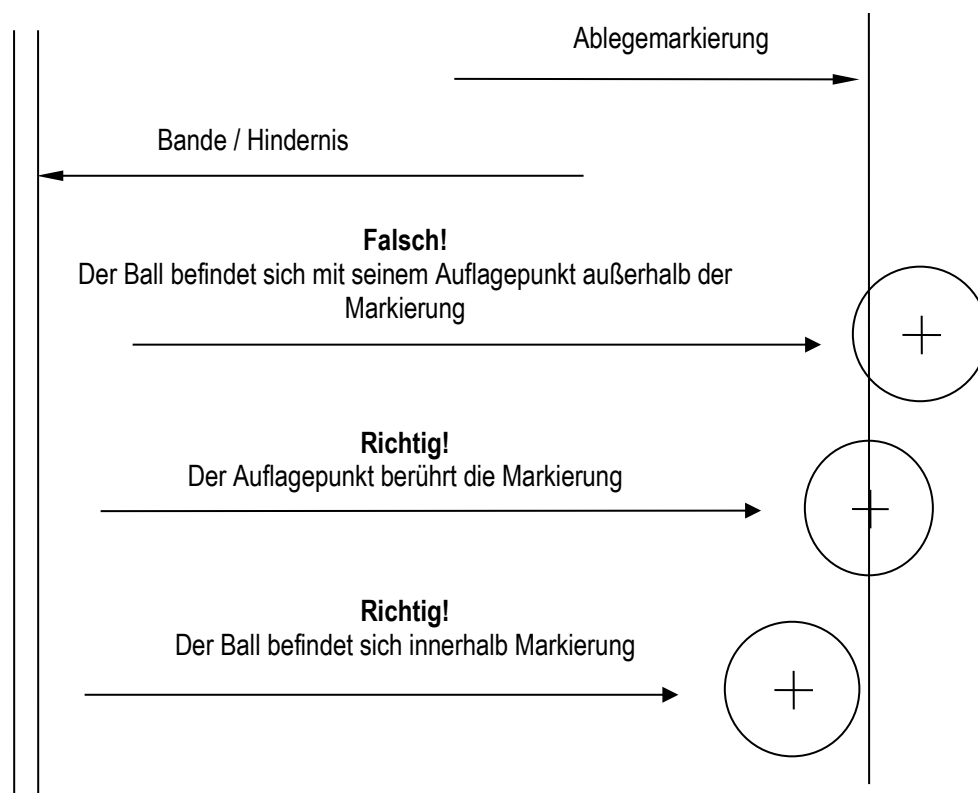 Ablegemarkierung
Bande / Hindernis
Falsch!
Der Ball befindet sich mit seinem Auflagepunkt außerhalb der
Markierung
Richtig!
Der Auflagepunkt berührt die Markierung
Richtig!
Der Ball befindet sich innerhalb Markierung